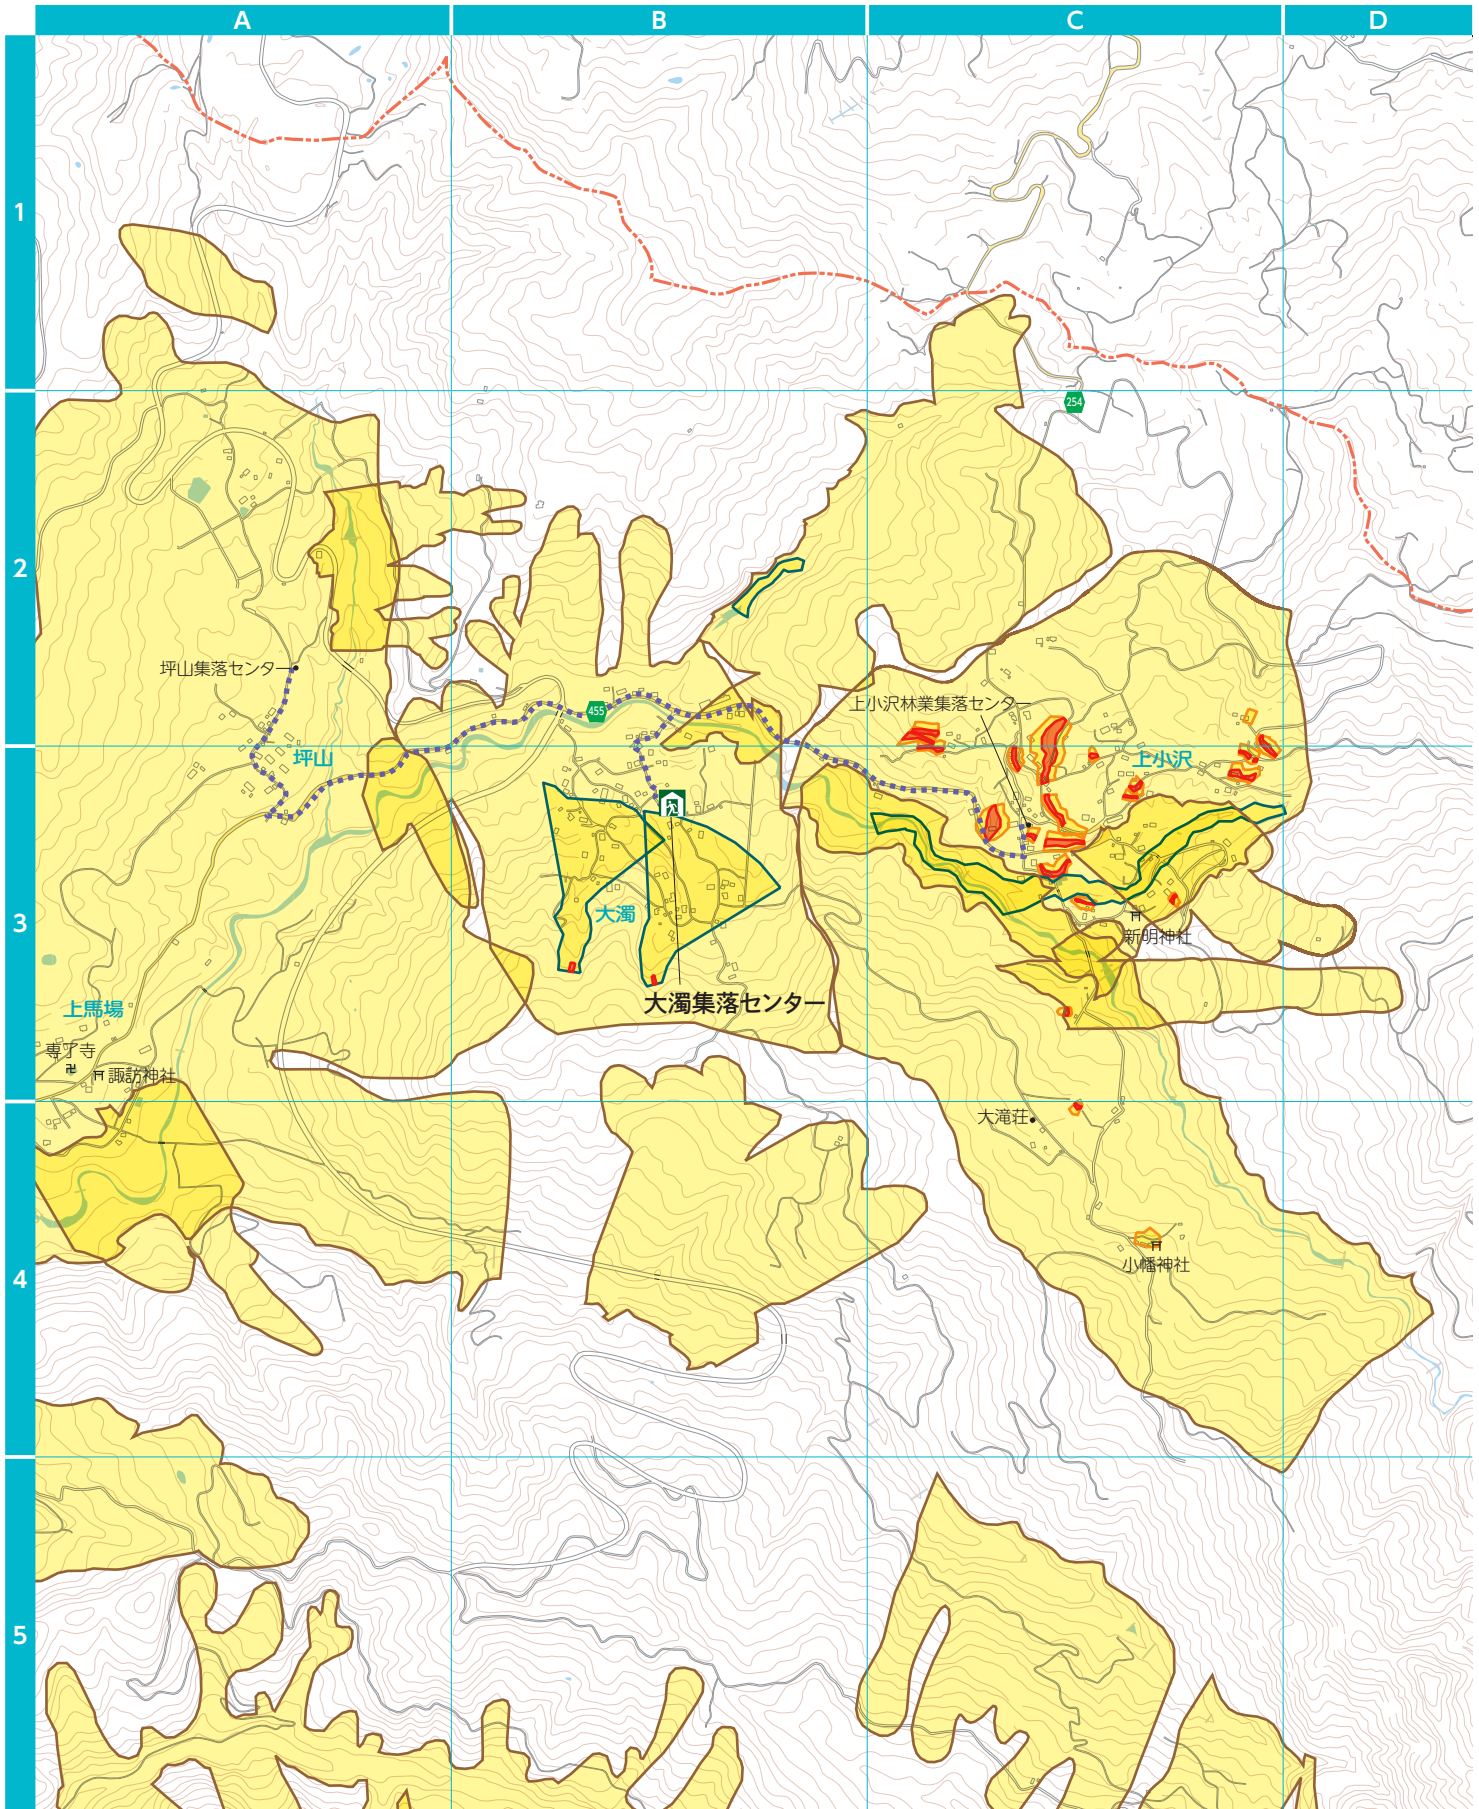 A
B
C
D
1
254
2
坪山集落センター
455
上小沢林業集落センター
坪山
上小沢
3
大濁
新明神社
大濁集落センター
上馬場
専了寺
諏訪神社
大滝荘
小幡神社
4
5